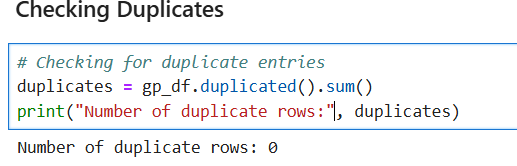 Checking Duplicates
# Checking for duplicate entries
duplicates = gp_df.duplicated().sum()
print("Number of duplicate rows:", duplicates)
Number of duplicate rows: 0